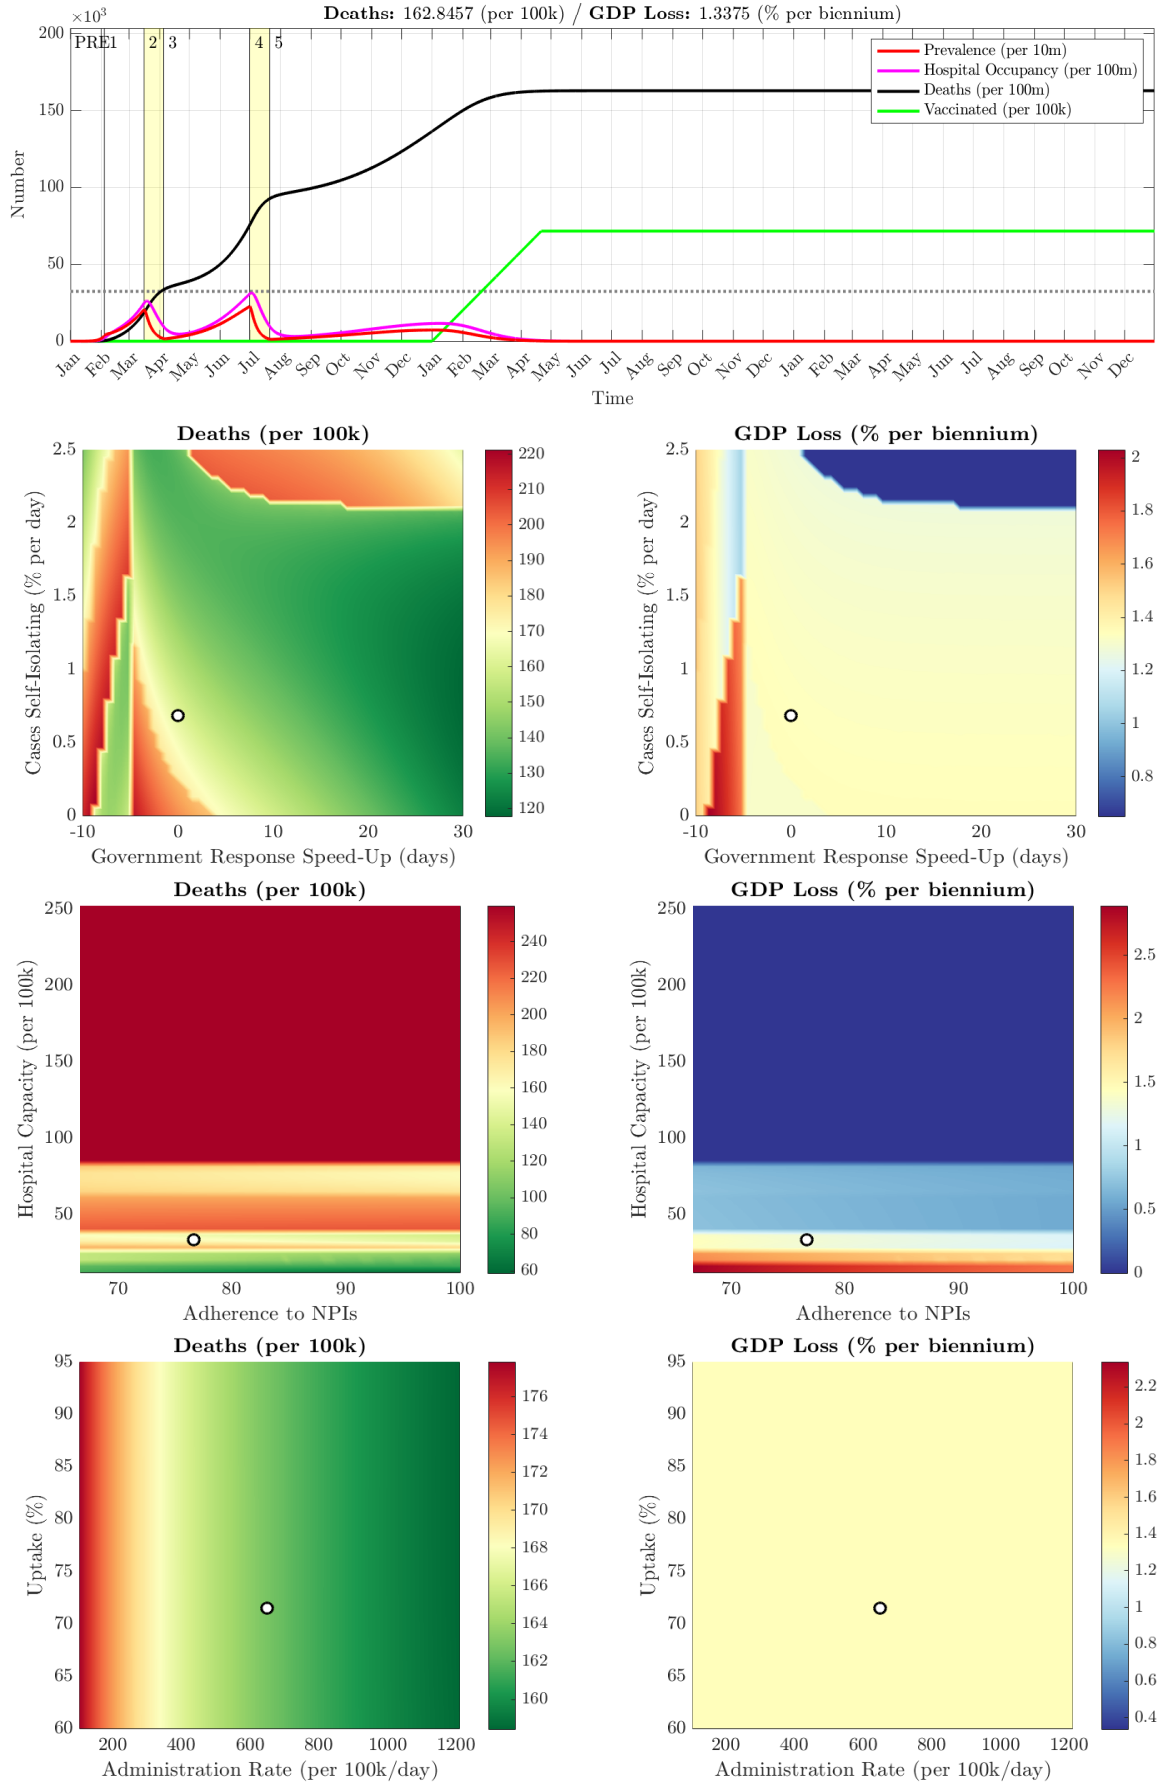 Deaths: 162.8457 (per 100k) / GDP Loss: 1.3375 (% per biennium)
×10³
200
150
100
50
0
Number
PRE1 2 3 4 5
Prevalence (per 10m)
Hospital Occupancy (per 100m)
Deaths (per 100m)
Vaccinated (per 100k)
Jan Feb Mar Apr May Jun Jul Aug Sep Oct Nov Dec Jan Feb Mar Apr May Jun Jul Aug Sep Oct Nov Dec Jan Feb Mar Apr May Jun Jul Aug Sep Oct Nov Dec
Time
Deaths (per 100k)
Cases Self-Isolating (% per day)
2.5
2
1.5
1
0.5
0
-10 0 10 20 30
Government Response Speed-Up (days)
220
210
200
190
180
170
160
150
140
130
120
GDP Loss (% per biennium)
Cases Self-Isolating (% per day)
2.5
2
1.5
1
0.5
0
-10 0 10 20 30
Government Response Speed-Up (days)
2
1.8
1.6
1.4
1.2
1
0.8
Deaths (per 100k)
Hospital Capacity (per 100k)
250
200
150
100
50
70 80 90 100
Adherence to NPIs
240
220
200
180
160
140
120
100
80
60
GDP Loss (% per biennium)
Hospital Capacity (per 100k)
250
200
150
100
50
70 80 90 100
Adherence to NPIs
2.5
2
1.5
1
0.5
0
Deaths (per 100k)
Uptake (%)
95
90
85
80
75
70
65
60
200 400 600 800 1000 1200
Administration Rate (per 100k/day)
176
174
172
170
168
166
164
162
160
GDP Loss (% per biennium)
Uptake (%)
95
90
85
80
75
70
65
60
200 400 600 800 1000 1200
Administration Rate (per 100k/day)
2.2
2
1.8
1.6
1.4
1.2
1
0.8
0.6
0.4